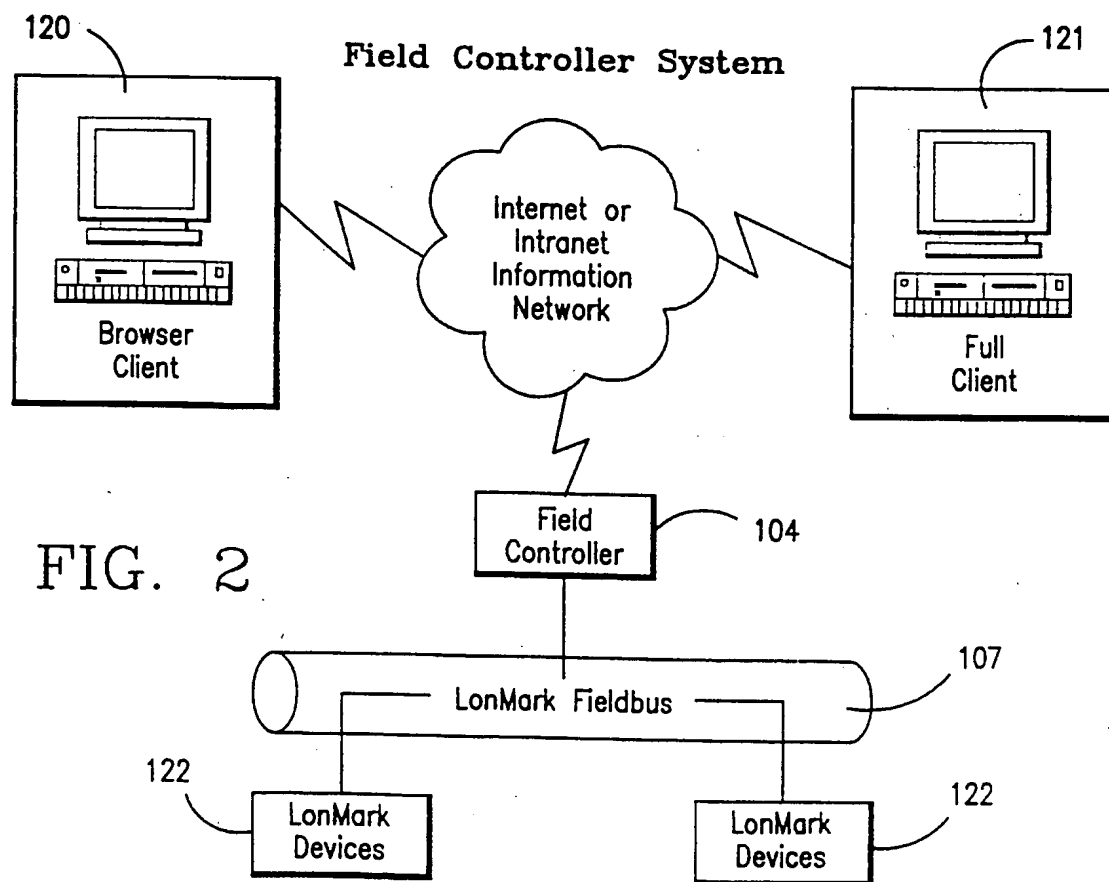 120
Field Controller System
121
Internet or
Intranet
Information
Network
Browser
Client
Full
Client
Field
Controller
104
FIG. 2
107
LonMark Fieldbus
122
LonMark
Devices
LonMark
Devices
122